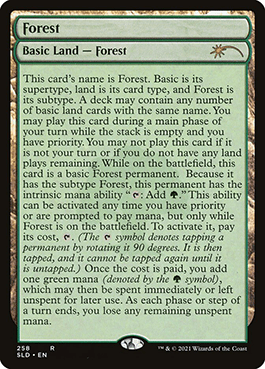 Forest
Basic Land — Forest
This card's name is Forest. Basic is its
supertype, land is its card type, and Forest is
its subtype. A deck may contain any number
of basic land cards with the same name. You
may play this card during a main phase of
your turn while the stack is empty and you
have priority. You may not play this card if it
is not your turn or if you do not have any land
plays remaining. While on the battlefield, this
card is a basic Forest permanent. Because it
has the subtype Forest, this permanent has the
intrinsic mana ability “ : Add .” This ability
can be activated any time you have priority
or are prompted to pay mana, but only while
Forest is on the battlefield. To activate it, pay
its cost, . (The symbol denotes tapping a
permanent by rotating it 90 degrees. It is then
tapped, and it cannot be tapped again until it
is untapped.) Once the cost is paid, you add
one green mana (denoted by the symbol),
which may be spent immediately or left
unspent for later use. As each phase or step of
a turn ends, you lose any remaining unspent
mana.
258 R
SLD • EN
™ & © 2021 Wizards of the Coast